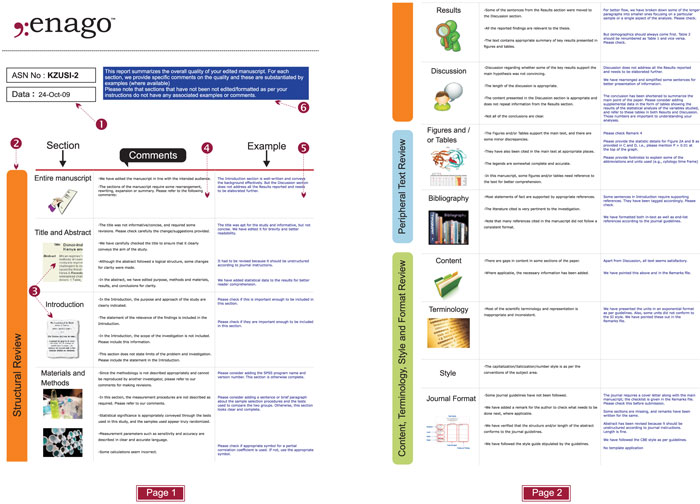 enago™
ASN No : KZUSI-2
Data : 24-Oct-09
This report summarizes the overall quality of your edited manuscript. For each
section, we provide specific comments on the quality and these are substantiated by
examples (where available)
Please note that sections that have not been not edited/formatted as per your
instructions do not have any associated examples or comments.
1
6
2
Section
Comments
4
Example
5
Structural Review
Entire manuscript
-We have edited the manuscript in line with the intended audience.
-The sections of the manuscript require some rearrangement,
rewriting, expansion or summary. Please refer to the following
comments:
The Introduction section is well-written and conveys
the background effectively. But the Discussion section
does not address all the Results reported and needs
to be elaborated further.
Title and Abstract
-The title was not informative/concise, and required some
revisions. Please check carefully the changes/suggestions provided.
-We have carefully checked the title to ensure that it clearly
conveys the aim of the study.
-Although the abstract followed a logical structure, some changes
for clarity were made.
-In the abstract, we have edited purpose, methods and materials,
results, and conclusions for clarity.
The title was apt for the study and informative, but not
concise. We have edited it for brevity and better
readability.
It had to be revised because it should be unstructured
according to journal instructions.
We have added statistical data to the results for better
reader comprehension.
3
Introduction
-In the Introduction, the purpose and approach of the study are
clearly indicated.
-The statement of the relevance of the findings is included in the
Introduction.
-In the Introduction, the scope of the investigation is not included.
Please include this information.
-This section does not state limits of the problem and investigation.
Please include the statement in the Introduction.
Please check if this is important enough to be included in
this section.
Please check if they are important enough to be included
in this section.
Materials and
Methods
-Since the methodology is not described appropriately and cannot
be reproduced by another investigator, please refer to our
comments for making revisions.
-In this section, the measurement procedures are not described as
required. Please refer to our comments.
-Statistical significance is appropriately conveyed through the tests
used in this study, and the samples used appear truly randomized.
-Measurement parameters such as sensitivity and accuracy are
described in clear and accurate language.
-Some calculations seem incorrect.
Please consider adding the SPSS program name and
version number. This section is otherwise complete.
Please consider adding a sentence or brief paragraph
about the sample selection procedures and the tests
used to compare the two groups. Otherwise, this section
looks clear and complete.
Please check if appropriate symbol for a partial
correlation coefficient is used. If not, use the appropriate
symbol.
Page 1
Results
-Some of the sentences from the Results section were moved to
the Discussion section.
-All the reported findings are relevant to the thesis.
-The text contains appropriate summary of key results presented in
figures and tables.
For better flow, we have broken down some of the longer
paragraphs into smaller ones focusing on a particular
sample or a single aspect of the analysis. Please check.
But demographics should always come first. Table 2
should be renumbered as Table 1 and vice versa.
Please check.
Discussion
-Discussion regarding whether some of the key results support the
main hypothesis was not convincing.
-The length of the discussion is appropriate.
-The content presented in the Discussion section is appropriate and
does not repeat information from the Results section.
-Not all of the conclusions are clear.
Discussion does not address all the Results reported
and needs to be elaborated further.
We have rearranged and simplified some sentences for
better presentation of information.
The conclusion has been shortened to summarize the
main point of the paper. Please consider adding
supplemental data in the form of tables showing the
results of the statistical analysis of the variables studied,
and refer to these tables in both Results and Discussion.
Those numbers are important to understanding your
analyses.
Peripheral Text Review
Figures and /
or Tables
-The Figures and/or Tables support the main text, and there are
some minor discrepancies.
-They have also been cited in the main text at appropriate places.
-The legends are somewhat complete and accurate.
-In this manuscript, some figures and/or tables need reference to
the text for better comprehension.
Please check Remark 4
Please provide the statistic details for Figure 2A and B as
provided in C and D, i.e., please mention P = 0.01 at
the top of the graph.
Please provide footnotes to explain some of the
abbreviations and units used (e.g., cytotogy time frame)
Bibliography
-Most statements of fact are supported by appropriate references.
-The literature cited is very pertinent to the investigation.
-Note that many references cited in the manuscript did not follow a
consistent format.
Some sentences in Introduction require supporting
references. They have been tagged accordingly. Please
check
We have formatted both in-text as well as end-list
references according to the journal guidelines.
Content, Terminology, Style and Format Review
Content
-There are gaps in content in some sections of the paper.
-Where applicable, the necessary information has been added.
Apart from Discussion, all text seems satisfactory.
We have pointed this above and in the Remarks file.
Terminology
-Most of the scientific terminology and representation is
inappropriate and inconsistent.
We have presented the units in an exponential format
as per guidelines. Also, some units did not conform to
the SI style. We have pointed these out in the
Remarks file.
Style
-The capitalization/italicization/number style is as per the
conventions of the subject area.
Journal Format
-Some journal guidelines have not been followed.
-We have added a remark for the author to check what needs to be
done next, where applicable.
-We have verified that the structure and/or length of the abstract
conform to the journal guidelines.
-We have followed the style guide stipulated by the guidelines.
The journal requires a cover letter along with the main
manuscript; the checklist is given in the Remarks file.
Please check this before submission.
Some sections are missing, and remarks have been
written for the same.
Abstract has been revised because it should be
unstructured according to journal instructions.
Length is fine.
We have followed the CBE style as per guidelines.
No template application
Page 2